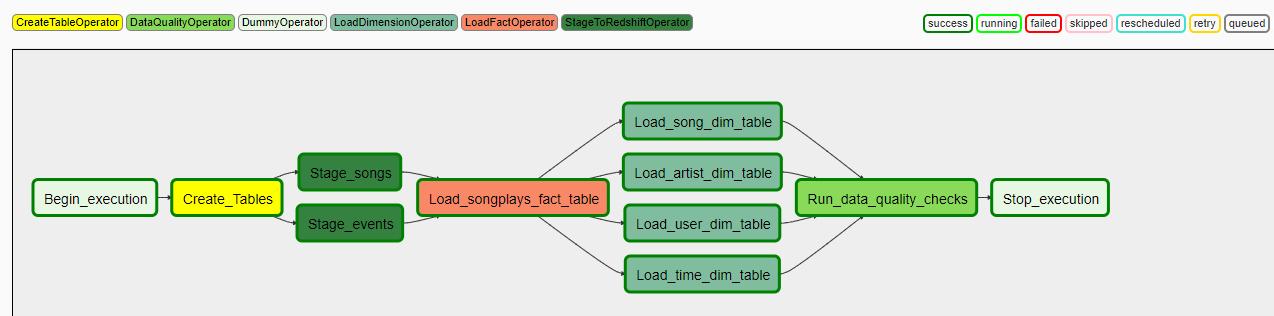 CreateTableOperator DataQualityOperator DummyOperator LoadDimensionOperator LoadFactOperator StageToRedshiftOperator success running failed skipped rescheduled retry queued
Load_song_dim_table
Stage_songs Load_artist_dim_table
Begin_execution Create_Tables Load_songplays_fact_table Run_data_quality_checks Stop_execution
Stage_events Load_user_dim_table
Load_time_dim_table